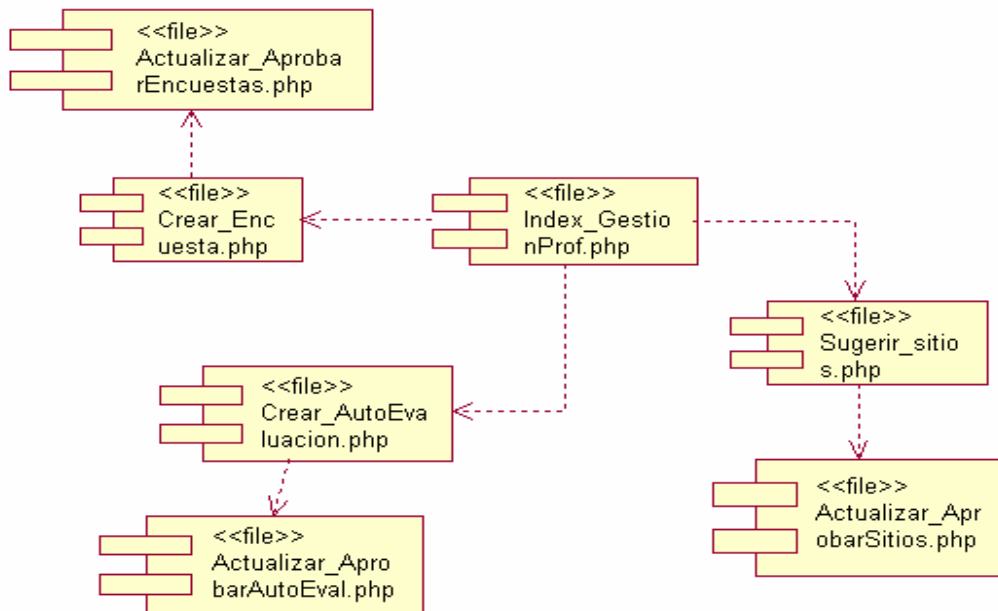 <<file>>
Actualizar_Aproba
rEncuestas.php
<<file>>
Crear_Enc
uesta.php
<<file>>
Index_Gestio
nProf.php
<<file>>
Sugerir_sitio
s.php
<<file>>
Crear_AutoEva
luacion.php
<<file>>
Actualizar_Apr
obarSitios.php
<<file>>
Actualizar_Apro
barAutoEval.php